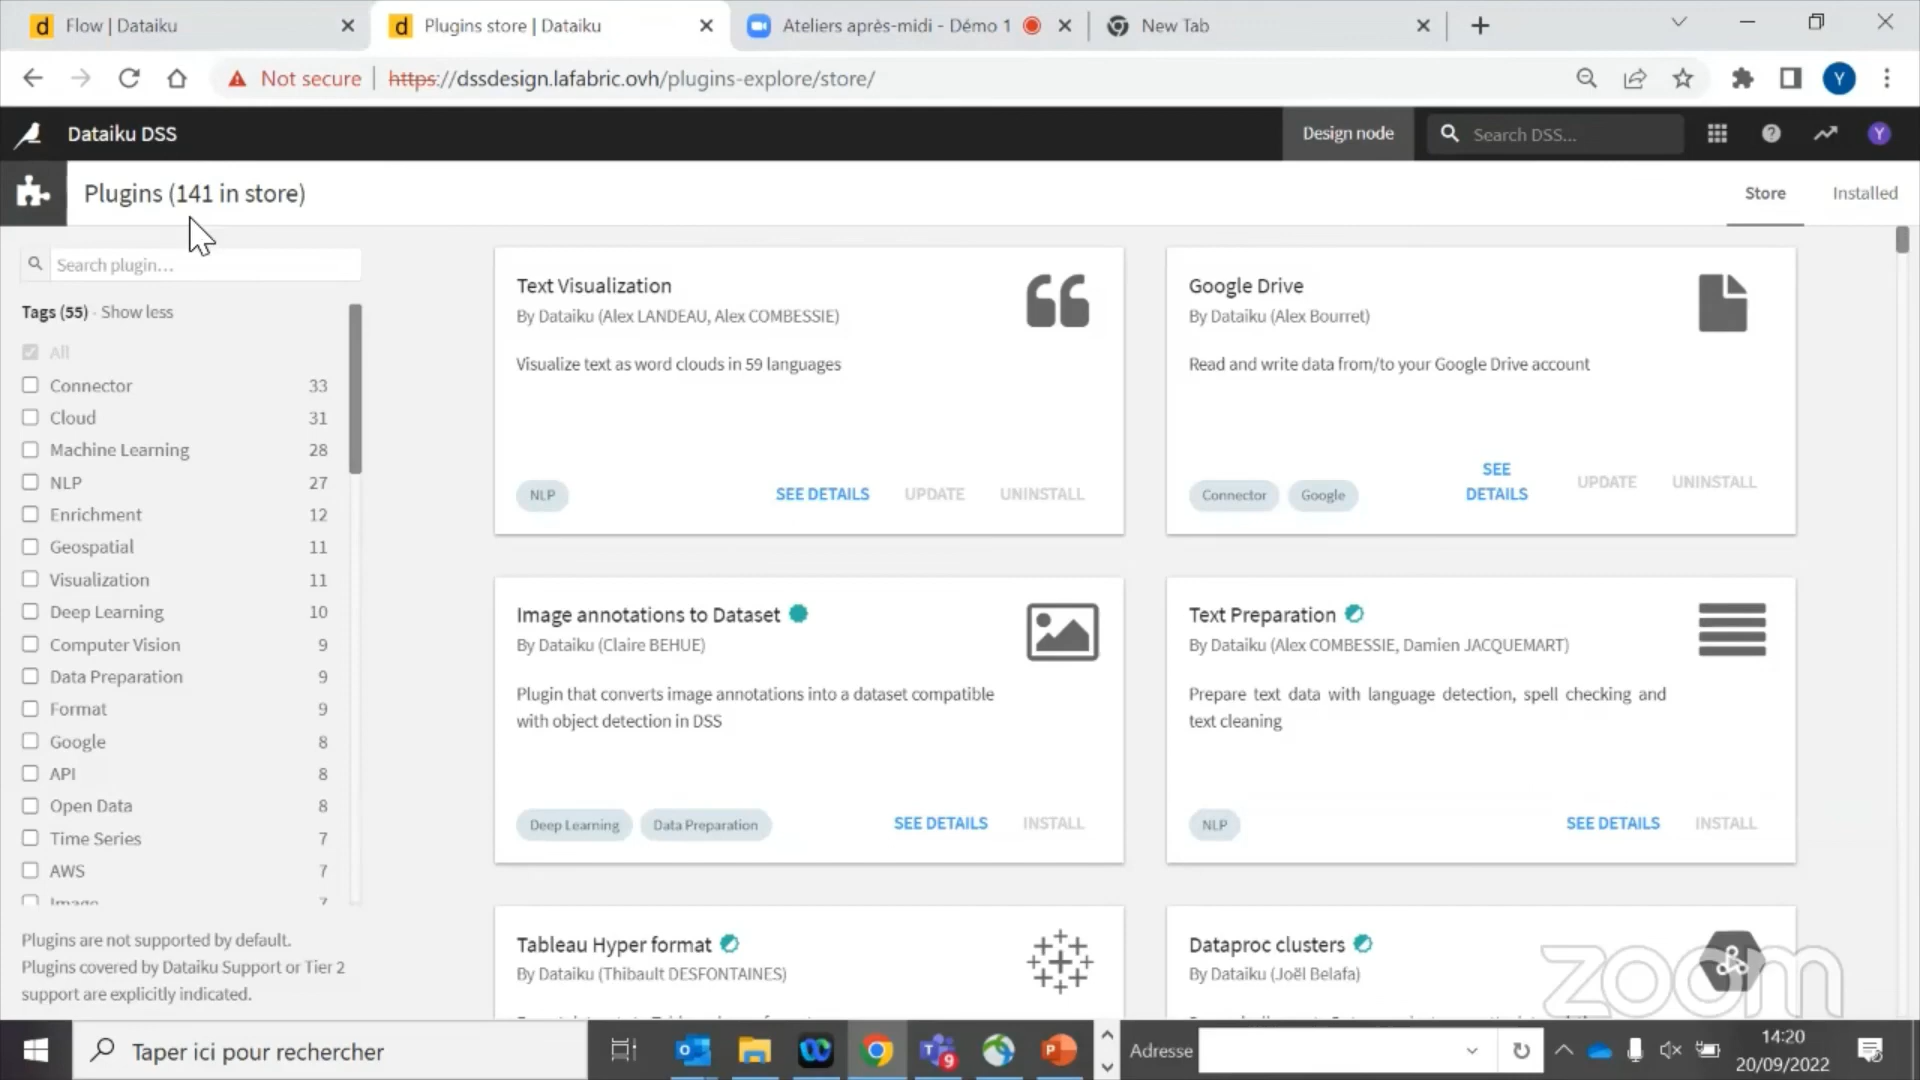 Flow | Dataiku
Plugins store | Dataiku
Ateliers après-midi - Démo 1
New Tab
Not secure
https://dssdesign.lafabric.ovh/plugins-explore/store/
Y
Dataiku DSS
Design node
Search DSS...
Y
Plugins (141 in store)
Store
Installed
Search plugin...
Tags (55) · Show less
All
Connector 33
Cloud 31
Machine Learning 28
NLP 27
Enrichment 12
Geospatial 11
Visualization 11
Deep Learning 10
Computer Vision 9
Data Preparation 9
Format 9
Google 8
API 8
Open Data 8
Time Series 7
AWS 7
Image 7
Plugins are not supported by default.
Plugins covered by Dataiku Support or Tier 2
support are explicitly indicated.
Text Visualization
By Dataiku (Alex LANDEAU, Alex COMBESSIE)
Visualize text as word clouds in 59 languages
NLP
SEE DETAILS
UPDATE
UNINSTALL
Google Drive
By Dataiku (Alex Bourret)
Read and write data from/to your Google Drive account
Connector
Google
SEE
DETAILS
UPDATE
UNINSTALL
Image annotations to Dataset
By Dataiku (Claire BEHUE)
Plugin that converts image annotations into a dataset compatible
with object detection in DSS
Deep Learning
Data Preparation
SEE DETAILS
INSTALL
Text Preparation
By Dataiku (Alex COMBESSIE, Damien JACQUEMART)
Prepare text data with language detection, spell checking and
text cleaning
NLP
SEE DETAILS
INSTALL
Tableau Hyper format
By Dataiku (Thibault DESFONTAINES)
Dataproc clusters
By Dataiku (Joël Belafa)
zoom
Taper ici pour rechercher
9
Adresse
14:20
20/09/2022